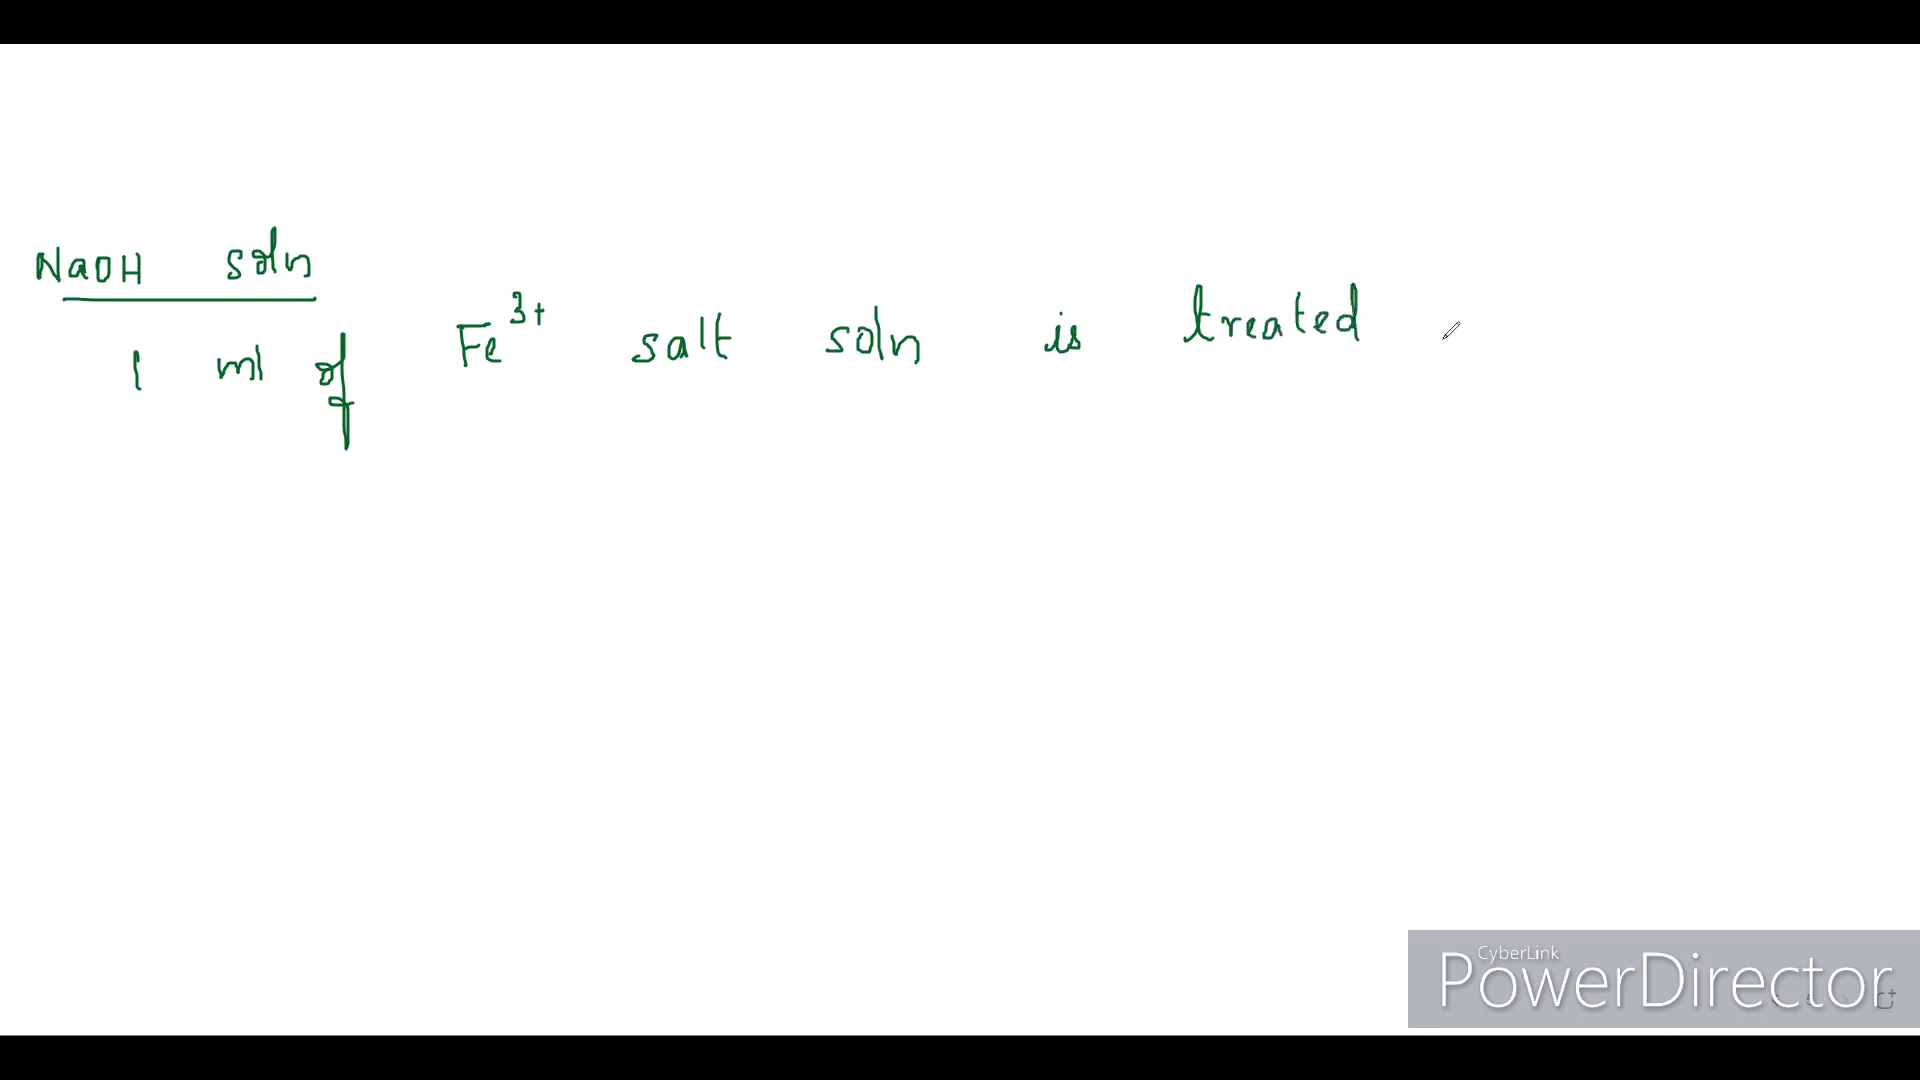 NaOH soln
1 ml of Fe³⁺ salt soln is treated
CyberLink
PowerDirector